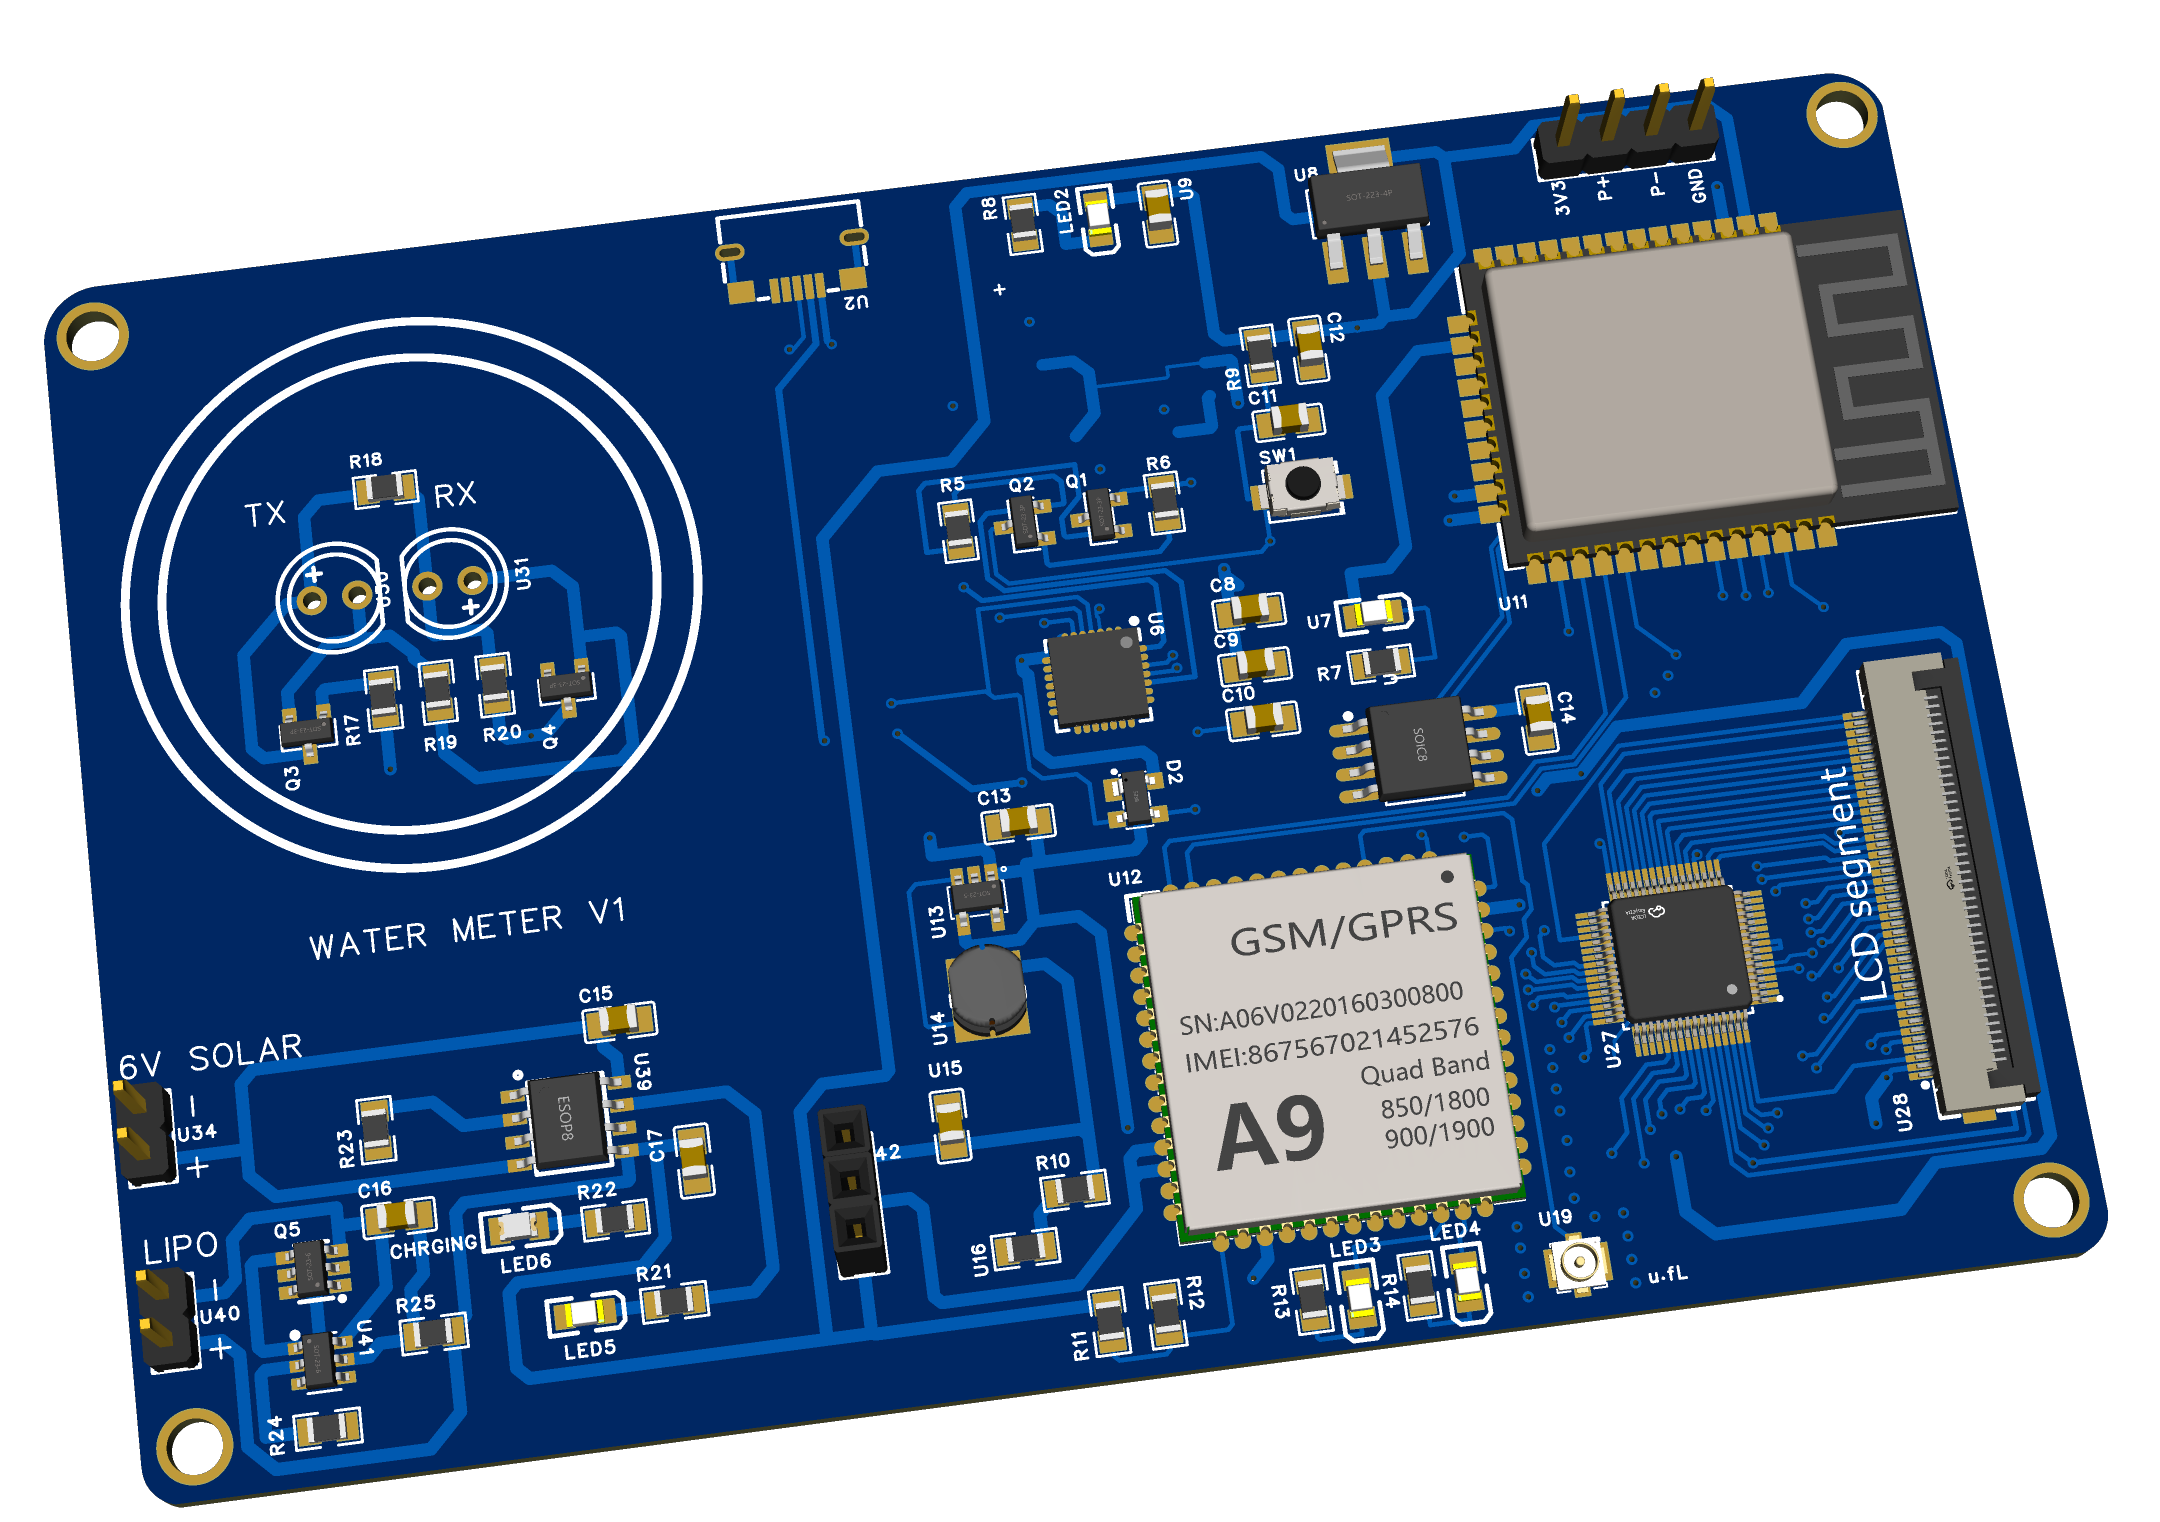 3V3
P+
P-
GND
U8
SOT-223-4P
R8
LED2
U9
U2
+
C12
R9
C11
SW1
R18
TX
RX
R5
Q2
Q1
R6
+
U30
U31
+
U11
C8
U6
C9
U7
C10
R7
C14
SOIC8
R17
R19
R20
Q4
Q3
D2
C13
LCD segment
U12
U13
WATER METER V1
GSM/GPRS
SN:A06V0220160300800
IMEI:867567021452576
Quad Band
850/1800
900/1900
A9
U14
C15
6V SOLAR
U39
ESOP8
U15
U27
U28
-
U34
+
R23
C17
42
R10
C16
R22
Q5
CHRGING
LED6
LIPO
U16
U19
LED3
LED4
u.fL
-
U40
+
R25
R21
LED5
U41
R11
R12
R13
R14
R24